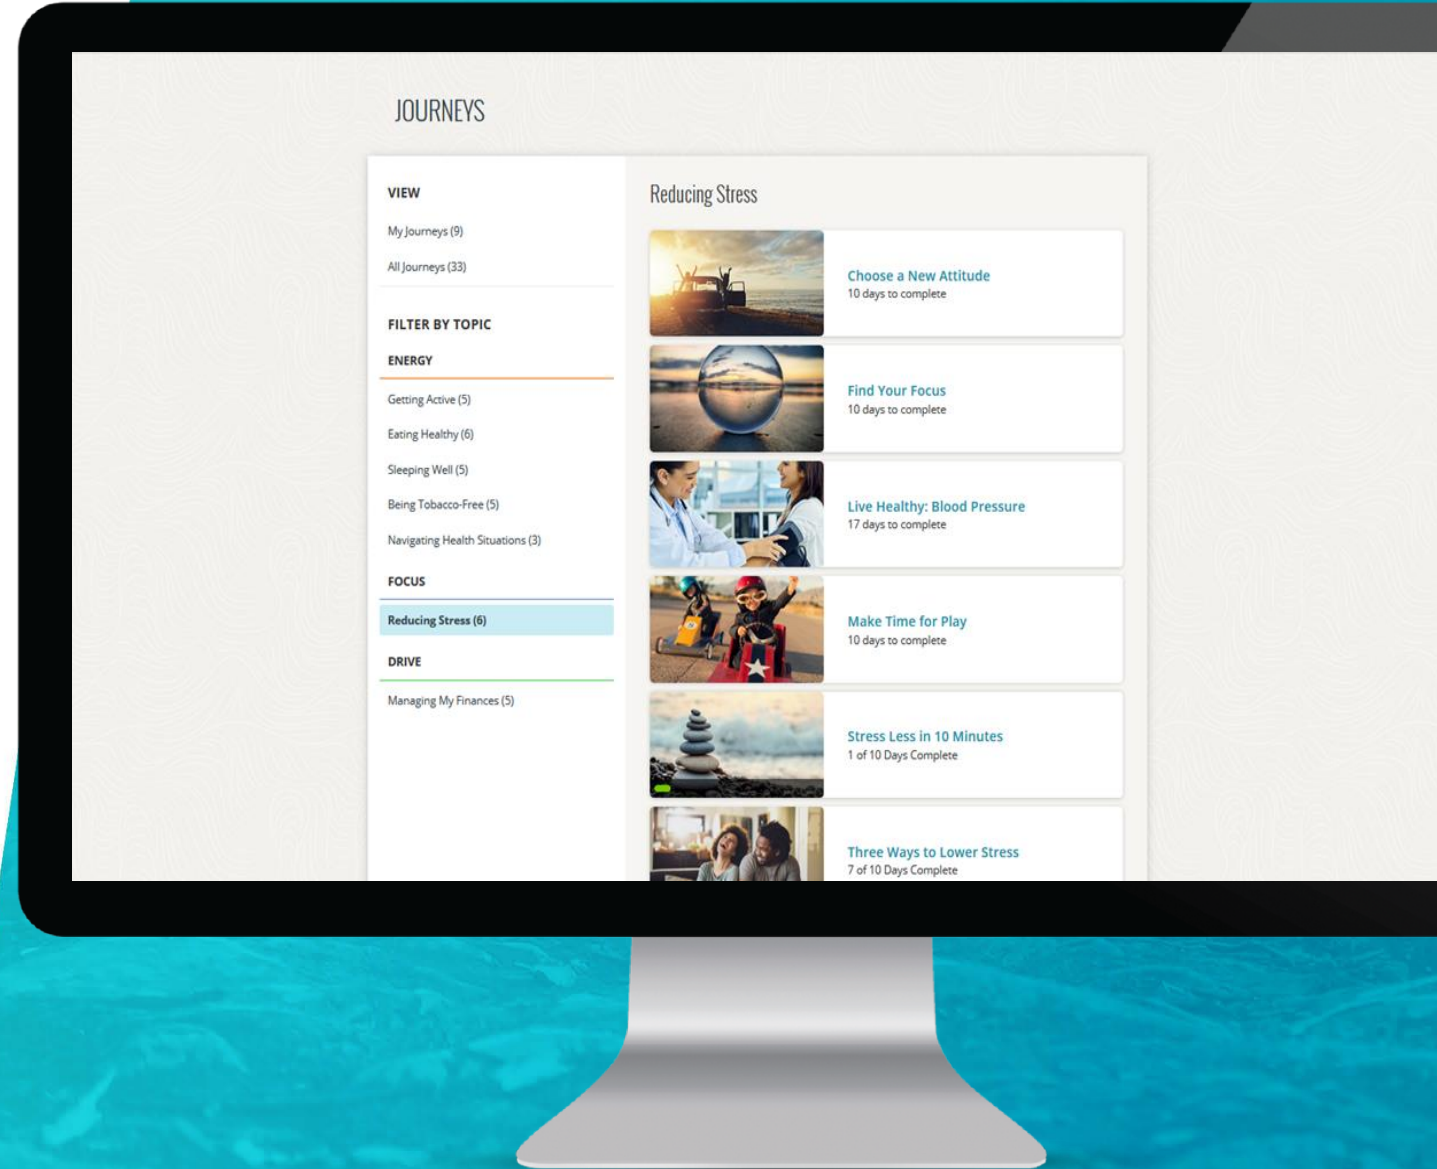 JOURNEYS
VIEW
My Journeys (9)
All Journeys (33)
FILTER BY TOPIC
ENERGY
Getting Active (5)
Eating Healthy (6)
Sleeping Well (5)
Being Tobacco-Free (5)
Navigating Health Situations (3)
FOCUS
Reducing Stress (6)
DRIVE
Managing My Finances (5)
Reducing Stress
Choose a New Attitude
10 days to complete
Find Your Focus
10 days to complete
Live Healthy: Blood Pressure
17 days to complete
Make Time for Play
10 days to complete
Stress Less in 10 Minutes
1 of 10 Days Complete
Three Ways to Lower Stress
7 of 10 Days Complete